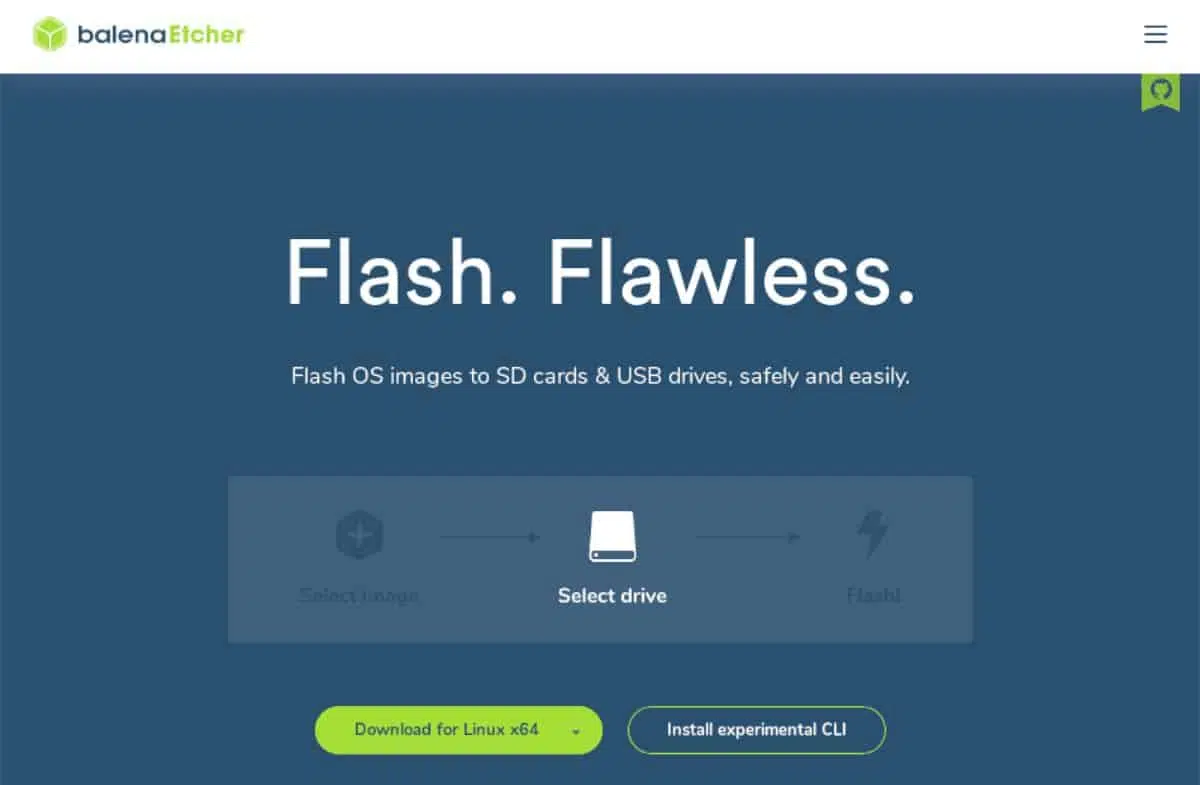 balenaEtcher
Flash. Flawless.
Flash OS images to SD cards & USB drives, safely and easily.
Select image
Select drive
Flash!
Download for Linux x64
Install experimental CLI